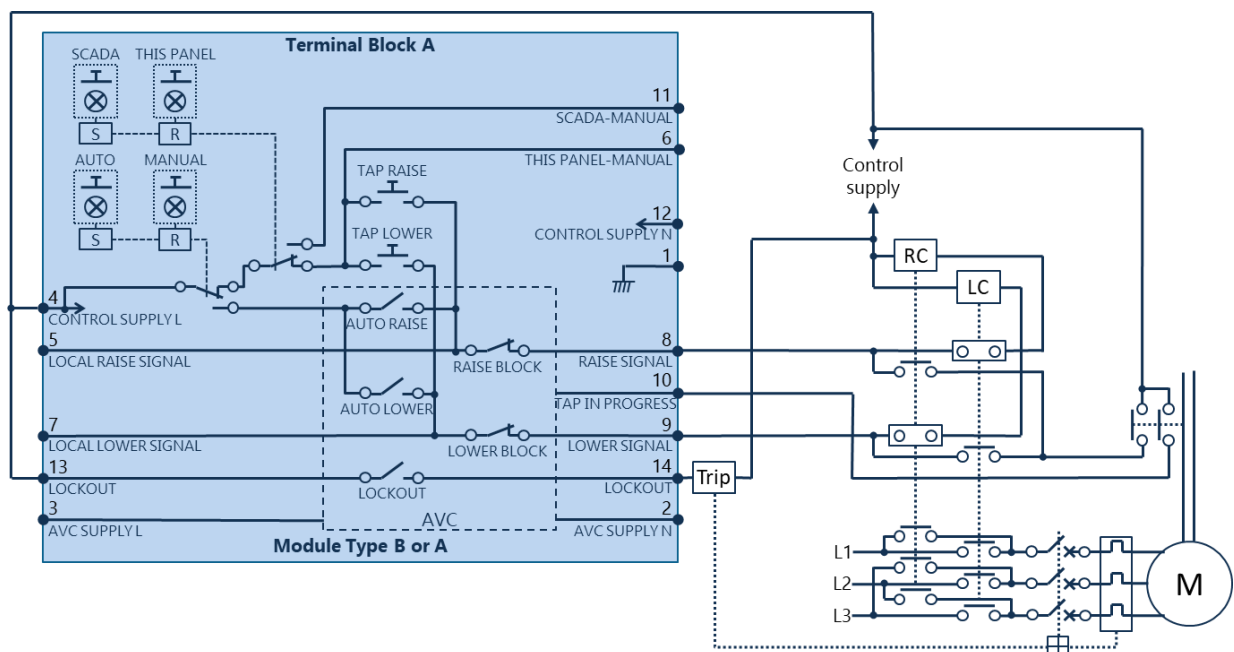 Terminal Block A
SCADA THIS PANEL
S R
AUTO MANUAL
S R
11
SCADA-MANUAL
6
THIS PANEL-MANUAL
TAP RAISE
12
CONTROL SUPPLY N
TAP LOWER
1
4
CONTROL SUPPLY L
AUTO RAISE
5
LOCAL RAISE SIGNAL
RAISE BLOCK
8
RAISE SIGNAL
10
TAP IN PROGRESS
AUTO LOWER
7
LOCAL LOWER SIGNAL
LOWER BLOCK
9
LOWER SIGNAL
13
LOCKOUT
LOCKOUT
14
LOCKOUT
3
AVC SUPPLY L
AVC
2
AVC SUPPLY N
Module Type B or A
Control
supply
RC
LC
Trip
L1
L2
L3
M